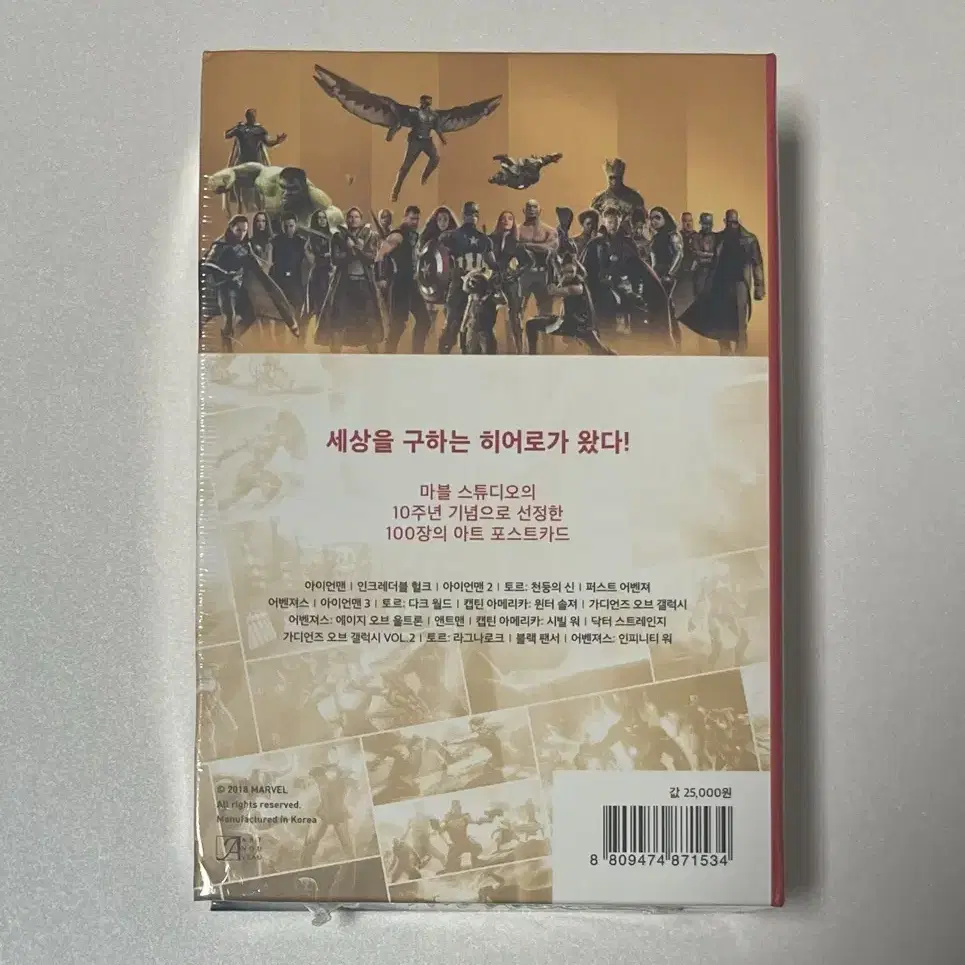 세상을 구하는 히어로가 왔다!
마블 스튜디오의
10주년 기념으로 선정한
100장의 아트 포스트카드
아이언맨 | 인크레더블 헐크 | 아이언맨 2 | 토르: 천둥의 신 | 퍼스트 어벤져
어벤져스 | 아이언맨 3 | 토르: 다크 월드 | 캡틴 아메리카: 윈터 솔져 | 가디언즈 오브 갤럭시
어벤져스: 에이지 오브 울트론 | 앤트맨 | 캡틴 아메리카: 시빌 워 | 닥터 스트레인지
가디언즈 오브 갤럭시 VOL.2 | 토르: 라그나로크 | 블랙 팬서 | 어벤져스: 인피니티 워
© 2018 MARVEL
All rights reserved.
Manufactured in Korea
ART
NOU
VEAU
값 25,000원
8 809474 871534